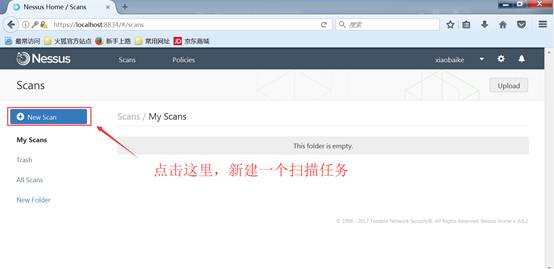 Nessus Home / Scans
https://localhost:8834/#/scans
搜索
最常访问 火狐官方站点 新手上路 常用网址 JD 京东商城
Nessus Scans Policies xiaobaike
Scans Upload
New Scan Scans / My Scans
My Scans This folder is empty.
Trash
点击这里，新建一个扫描任务
All Scans
New Folder
© 1998 - 2017 Tenable Network Security®. All Rights Reserved. Nessus Home v. 6.6.2